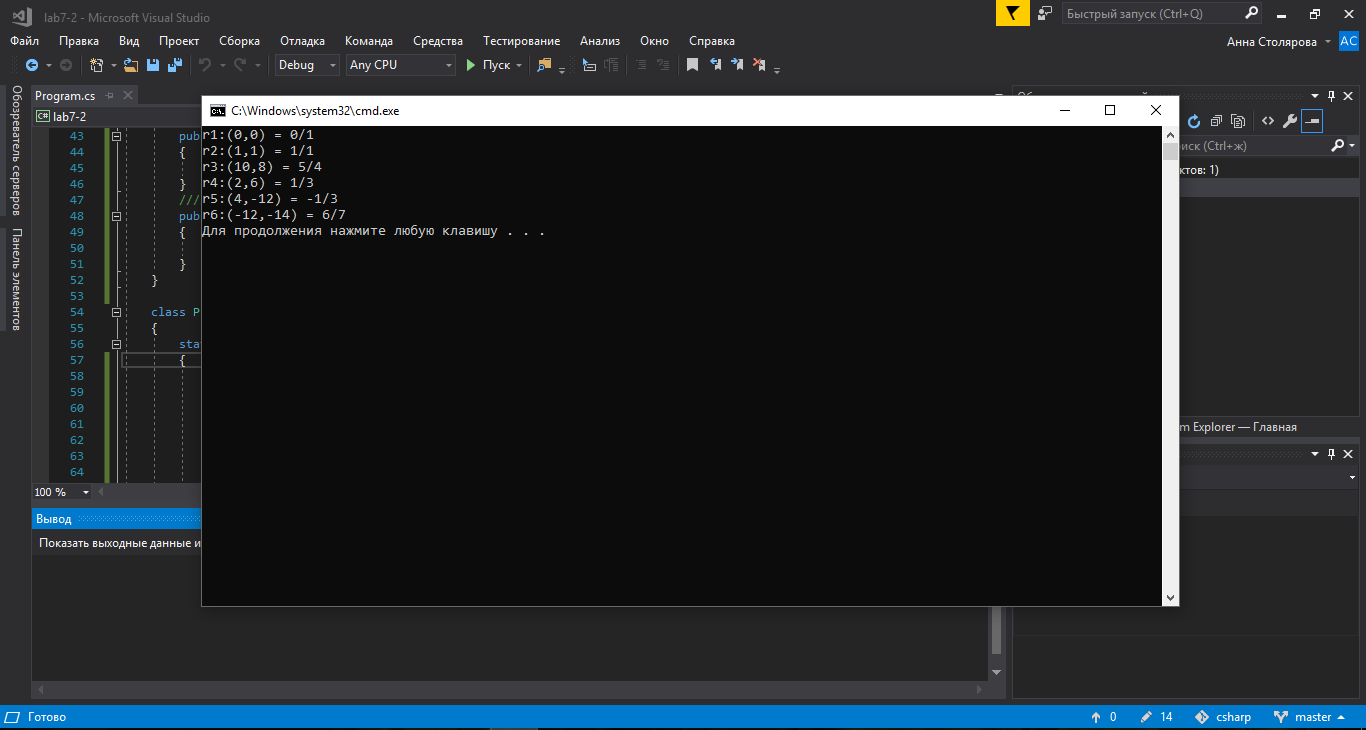 lab7-2 - Microsoft Visual Studio
Быстрый запуск (Ctrl+Q)
Файл Правка Вид Проект Сборка Отладка Команда Средства Тестирование Анализ Окно Справка
Анна Столярова АС
Debug Any CPU Пуск
Обозреватель серверов
Панель элементов
Program.cs
C# lab7-2
C:\Windows\system32\cmd.exe
r1:(0,0) = 0/1
r2:(1,1) = 1/1
r3:(10,8) = 5/4
r4:(2,6) = 1/3
r5:(4,-12) = -1/3
r6:(-12,-14) = 6/7
Для продолжения нажмите любую клавишу . . .
43 pub
44 {
45
46 }
47 ///
48 pub
49 {
50
51 }
52 }
53
54 class P
55 {
56 sta
57 {
58
59
60
61
62
63
64
100 %
иск (Ctrl+ж)
ктов: 1)
m Explorer — Главная
Вывод
Показать выходные данные и
Готово
0 14 csharp master